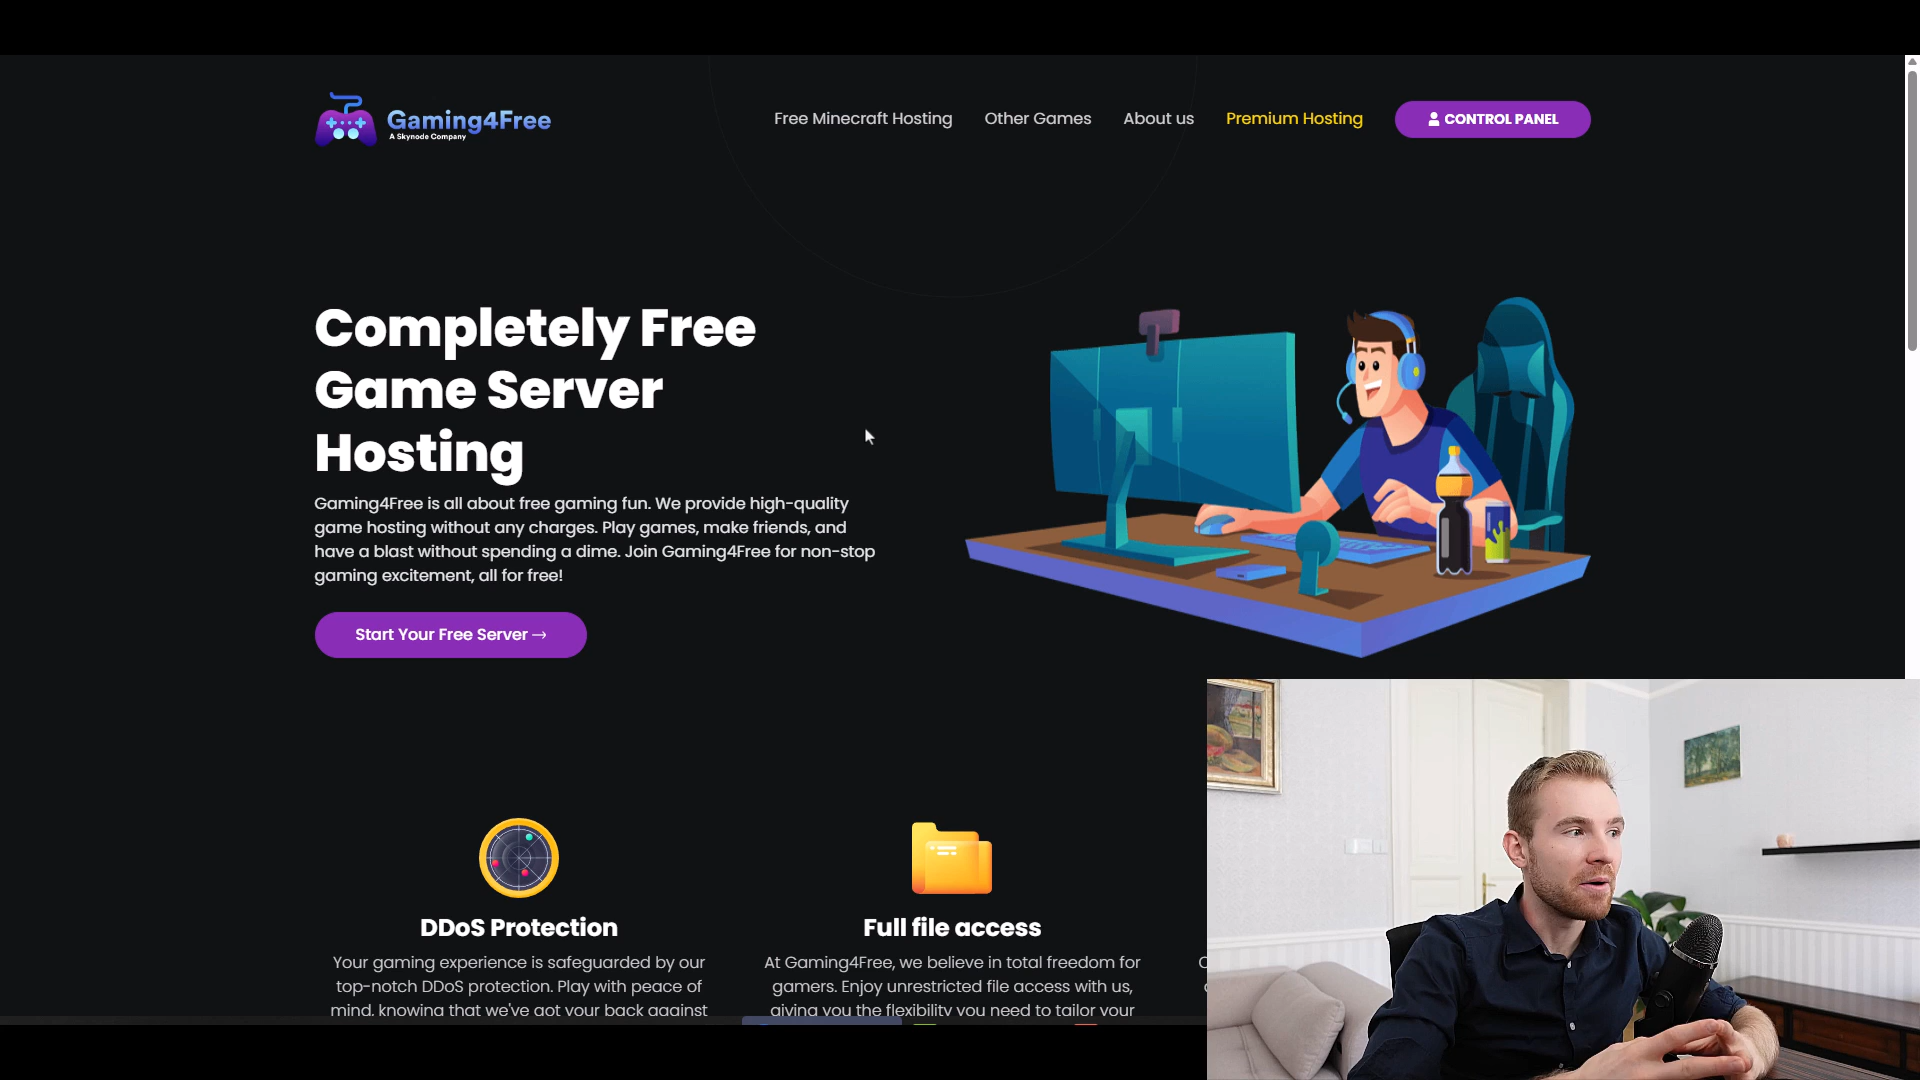 Gaming4Free
A Skynode Company
Free Minecraft Hosting
Other Games
About us
Premium Hosting
CONTROL PANEL
Completely Free
Game Server
Hosting
Gaming4Free is all about free gaming fun. We provide high-quality
game hosting without any charges. Play games, make friends, and
have a blast without spending a dime. Join Gaming4Free for non-stop
gaming excitement, all for free!
Start Your Free Server →
DDoS Protection
Your gaming experience is safeguarded by our
top-notch DDoS protection. Play with peace of
mind, knowing that we've got your back against
Full file access
At Gaming4Free, we believe in total freedom for
gamers. Enjoy unrestricted file access with us,
giving you the flexibility you need to tailor your